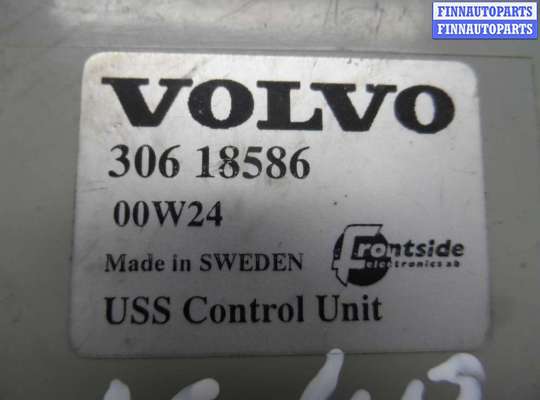 FINNAUTOPARTS
FINNAUTOPARTS
VOLVO
306 18586
00W24
Made in SWEDEN
Frontside
electronics ab
USS Control Unit